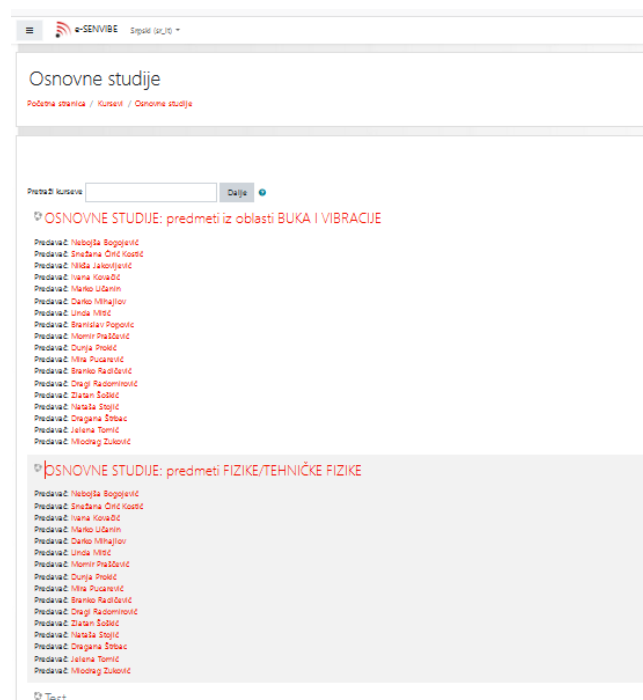 e-SENVIBE Srpski (sr_lt)
Osnovne studije
Početna stranica / Kursevi / Osnovne studije
Pretraži kurseve Dalje
OSNOVNE STUDIJE: predmeti iz oblasti BUKA I VIBRACIJE
Predavač: Nebojša Bogojević
Predavač: Snežana Ćirić Kostić
Predavač: Nikša Jakovljević
Predavač: Ivana Kovačić
Predavač: Marko Učanin
Predavač: Darko Mihajlov
Predavač: Unda Mitić
Predavač: Branislav Popovic
Predavač: Momir Praščević
Predavač: Dunja Prokić
Predavač: Mira Pucarević
Predavač: Branko Radičević
Predavač: Dragi Radomirović
Predavač: Zlatan Šoškić
Predavač: Nataša Stojić
Predavač: Dragana Štrbac
Predavač: Jelena Tomić
Predavač: Miodrag Zuković
OSNOVNE STUDIJE: predmeti FIZIKE/TEHNIČKE FIZIKE
Predavač: Nebojša Bogojević
Predavač: Snežana Ćirić Kostić
Predavač: Ivana Kovačić
Predavač: Marko Učanin
Predavač: Darko Mihajlov
Predavač: Unda Mitić
Predavač: Momir Praščević
Predavač: Dunja Prokić
Predavač: Mira Pucarević
Predavač: Branko Radičević
Predavač: Dragi Radomirović
Predavač: Zlatan Šoškić
Predavač: Nataša Stojić
Predavač: Dragana Štrbac
Predavač: Jelena Tomić
Predavač: Miodrag Zuković
Test